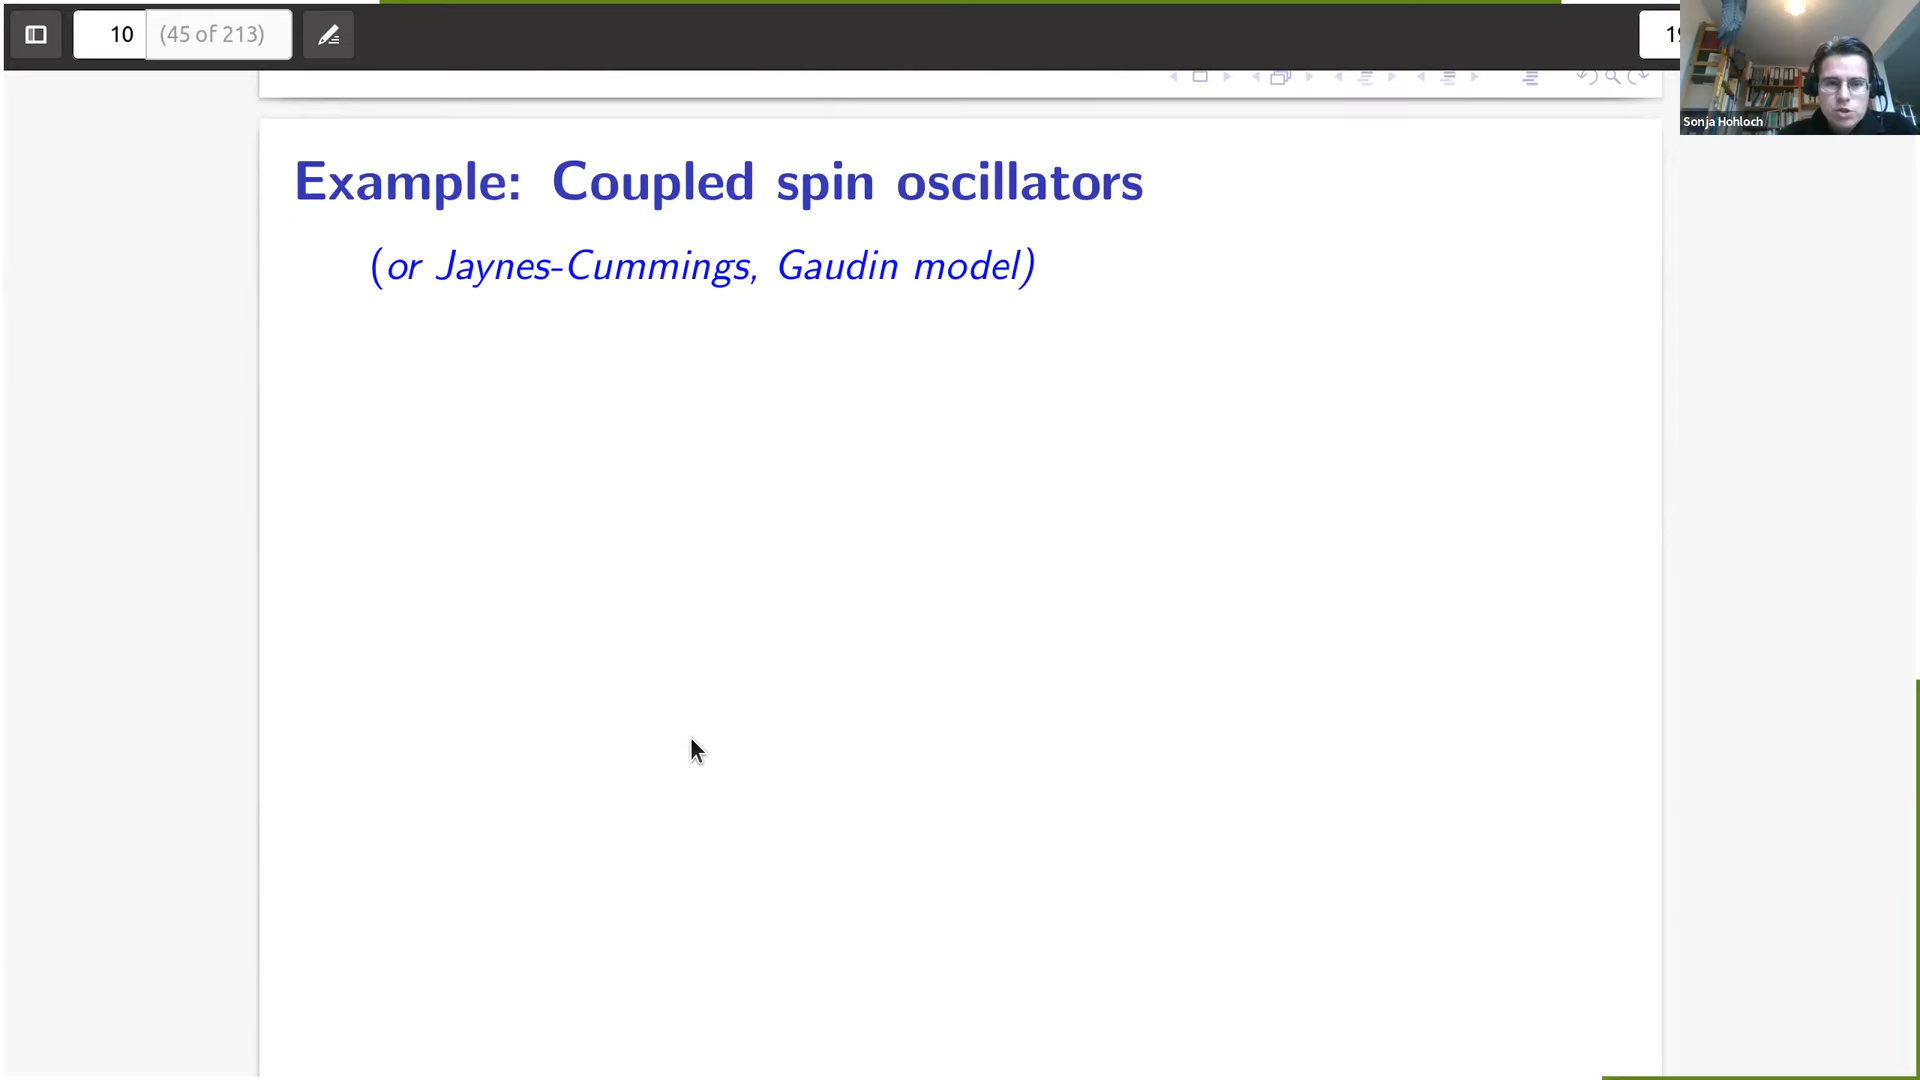 10 (45 of 213)
Sonja Hohloch
Example: Coupled spin oscillators
(or Jaynes-Cummings, Gaudin model)